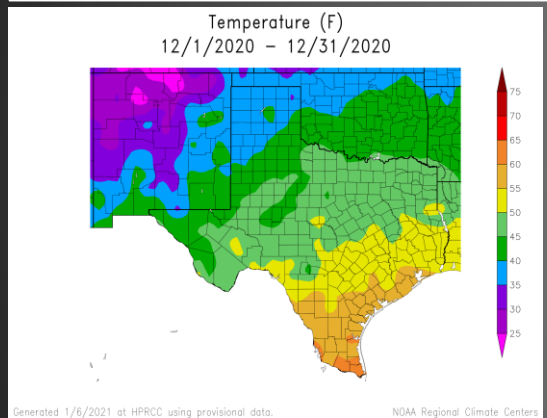 Temperature (F)
12/1/2020 – 12/31/2020
75
70
65
60
55
50
45
40
35
30
25
Generated 1/6/2021 at HPRCC using provisional data.
NOAA Regional Climate Centers